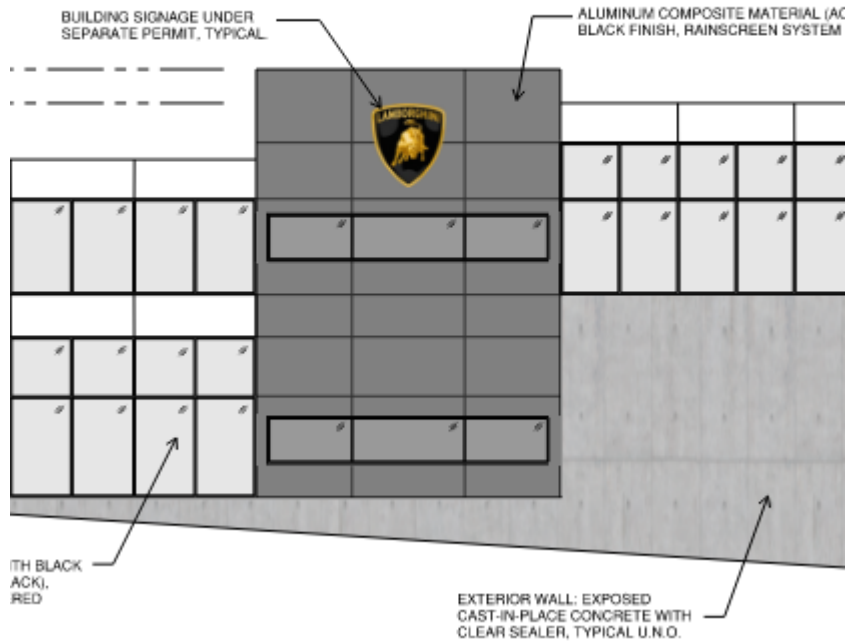 BUILDING SIGNAGE UNDER
SEPARATE PERMIT, TYPICAL.
ALUMINUM COMPOSITE MATERIAL (AC
BLACK FINISH, RAINSCREEN SYSTEM
LAMBORGHINI
ITH BLACK
ACK),
RED
EXTERIOR WALL: EXPOSED
CAST-IN-PLACE CONCRETE WITH
CLEAR SEALER, TYPICAL U.N.O.